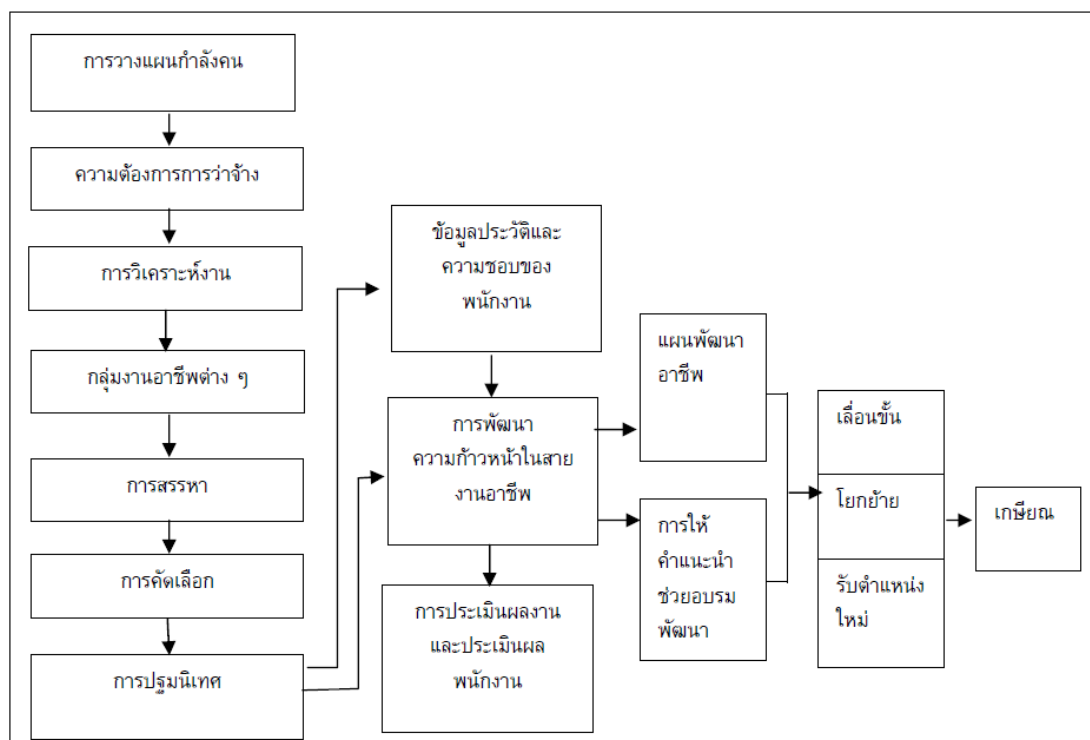 การวางแผนกำลังคน
ความต้องการการว่าจ้าง
การวิเคราะห์งาน
กลุ่มงานอาชีพต่าง ๆ
การสรรหา
การคัดเลือก
การปฐมนิเทศ
ข้อมูลประวัติและ
ความชอบของ
พนักงาน
การพัฒนา
ความก้าวหน้าในสาย
งานอาชีพ
การประเมินผลงาน
และประเมินผล
พนักงาน
แผนพัฒนา
อาชีพ
การให้
คำแนะนำ
ช่วยอบรม
พัฒนา
เลื่อนขั้น
โยกย้าย
รับตำแหน่ง
ใหม่
เกษียณ